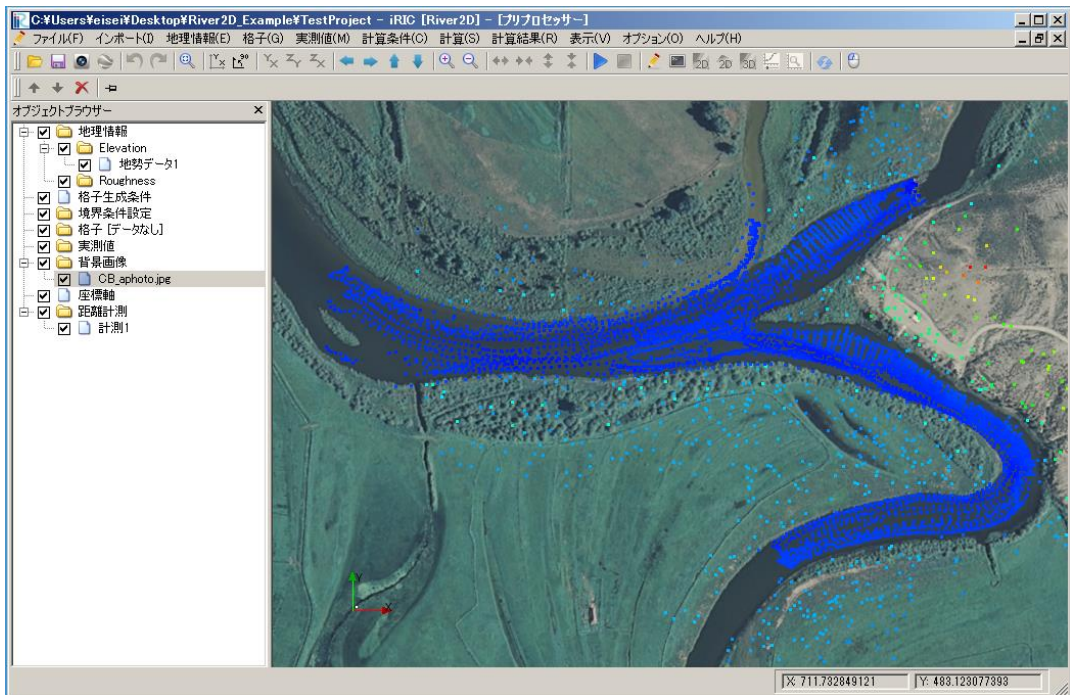 C:¥Users¥eisei¥Desktop¥River2D_Example¥TestProject - iRIC [River2D] - [プリプロセッサー]
ファイル(F) インポート(I) 地理情報(E) 格子(G) 実測値(M) 計算条件(C) 計算(S) 計算結果(R) 表示(V) オプション(O) ヘルプ(H)
オブジェクトブラウザー
地理情報
Elevation
地勢データ1
Roughness
格子生成条件
境界条件設定
格子 [データなし]
実測値
背景画像
CB_aphoto.jpg
座標軸
距離計測
計測1
Y
X
X: 711.732849121 Y: 483.123077393